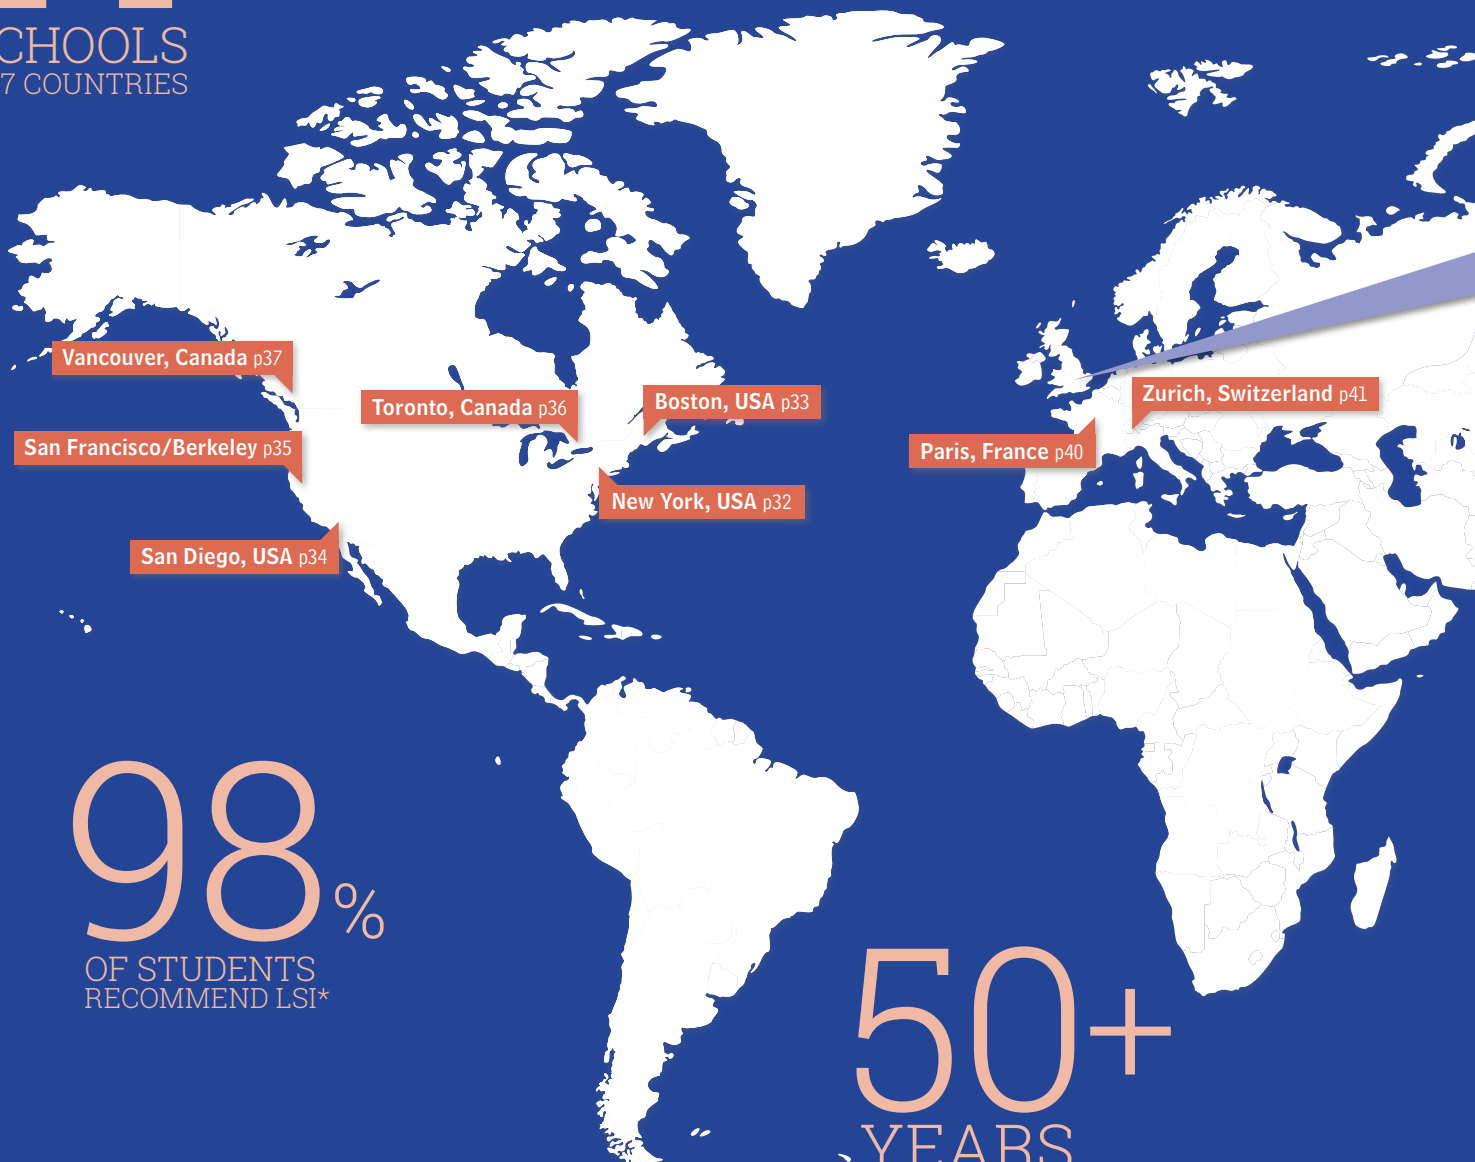 CHOOLS
7 COUNTRIES
Vancouver, Canada p37
Toronto, Canada p36
Boston, USA p33
Zurich, Switzerland p41
San Francisco/Berkeley p35
Paris, France p40
New York, USA p32
San Diego, USA p34
98%
OF STUDENTS
RECOMMEND LSI*
50+
YEARS